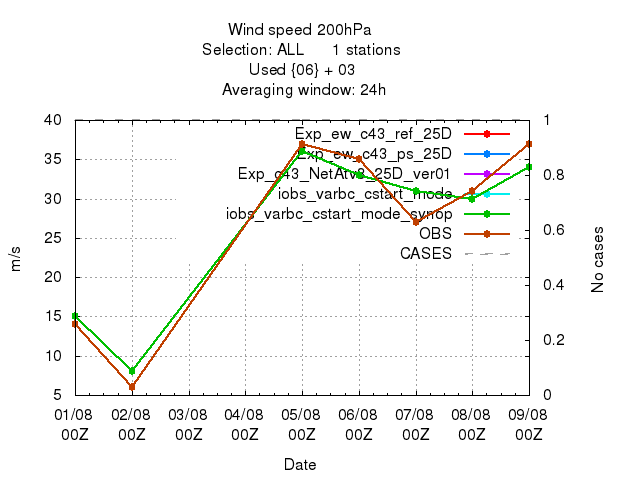 Wind speed 200hPa
Selection: ALL 1 stations
Used {06} + 03
Averaging window: 24h
40 1
Exp_ew_c43_ref_25D
Exp_ew_c43_ps_25D
35
Exp_c43_NetAtv3_25D_ver01 0.8
iobs_varbc_cstart_mode
30
iobs_varbc_cstart_mode_synop
OBS 0.6
CASES
25
m/s
No cases
20 0.4
15
0.2
10
5 0
01/08 02/08 03/08 04/08 05/08 06/08 07/08 08/08 09/08
00Z 00Z 00Z 00Z 00Z 00Z 00Z 00Z 00Z
Date